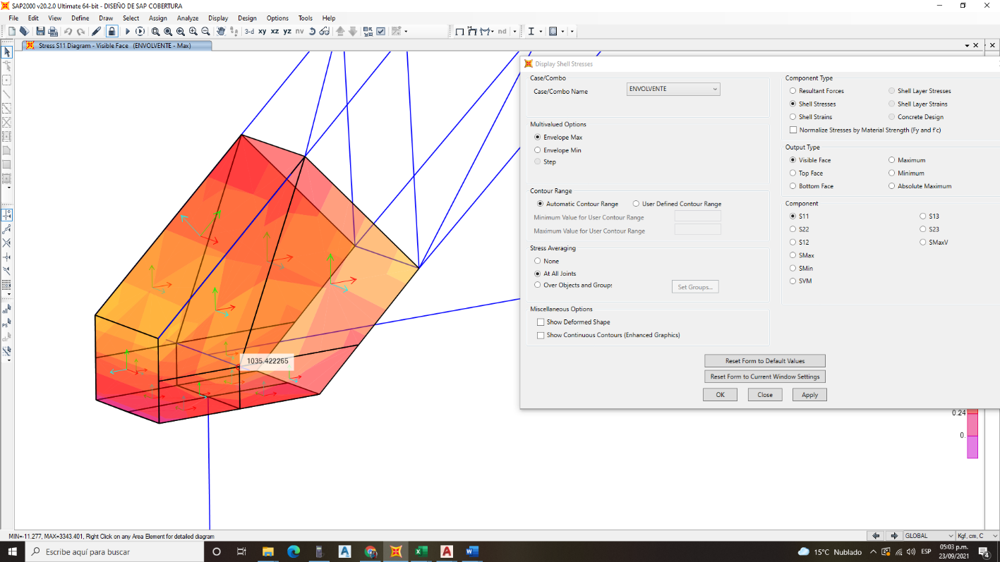 SAP2000 v20.2.0 Ultimate 64-bit - DISEÑO DE SAP COBERTURA
File Edit View Define Draw Select Assign Analyze Display Design Options Tools Help
3-d xy xz yz nv nd
Stress S11 Diagram - Visible Face (ENVOLVENTE - Max)
Display Shell Stresses
Case/Combo
Case/Combo Name ENVOLVENTE
Multivalued Options
Envelope Max
Envelope Min
Step
Contour Range
Automatic Contour Range User Defined Contour Range
Minimum Value for User Contour Range
Maximum Value for User Contour Range
Stress Averaging
None
At All Joints
Over Objects and Groups
Set Groups...
Miscellaneous Options
Show Deformed Shape
Show Continuous Contours (Enhanced Graphics)
Component Type
Resultant Forces Shell Layer Stresses
Shell Stresses Shell Layer Strains
Shell Strains Concrete Design
Normalize Stresses by Material Strength (Fy and f'c)
Output Type
Visible Face Maximum
Top Face Minimum
Bottom Face Absolute Maximum
Component
S11 S13
S22 S23
S12 SMaxV
SMax
SMin
SVM
Reset Form to Default Values
Reset Form to Current Window Settings
OK Close Apply
1035.422265
0.24
0.
all
PS
dr
MIN=-11.277, MAX=3343.401, Right Click on any Area Element for detailed diagram
GLOBAL Kgf, cm, C
Escribe aquí para buscar
15°C Nublado ESP
05:03 p.m.
23/09/2021
4